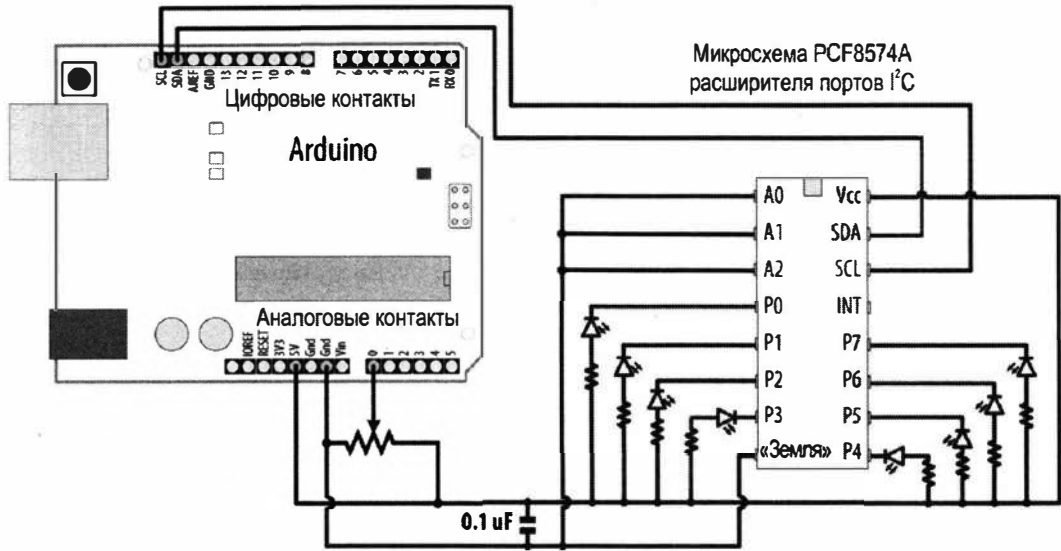 Микросхема PCF8574A
расширителя портов I²C
SCL
SDA
AREF
GND
13
12
11
10
9
8
7
6
5
4
3
2
TX 1
RX 0
Цифровые контакты
Arduino
Аналоговые контакты
IOREF
RESET
3V3
5V
Gnd
Gnd
Vin
0
1
2
3
4
5
A0
Vcc
A1
SDA
A2
SCL
P0
INT
P1
P7
P2
P6
P3
P5
«Земля»
P4
0.1 uF